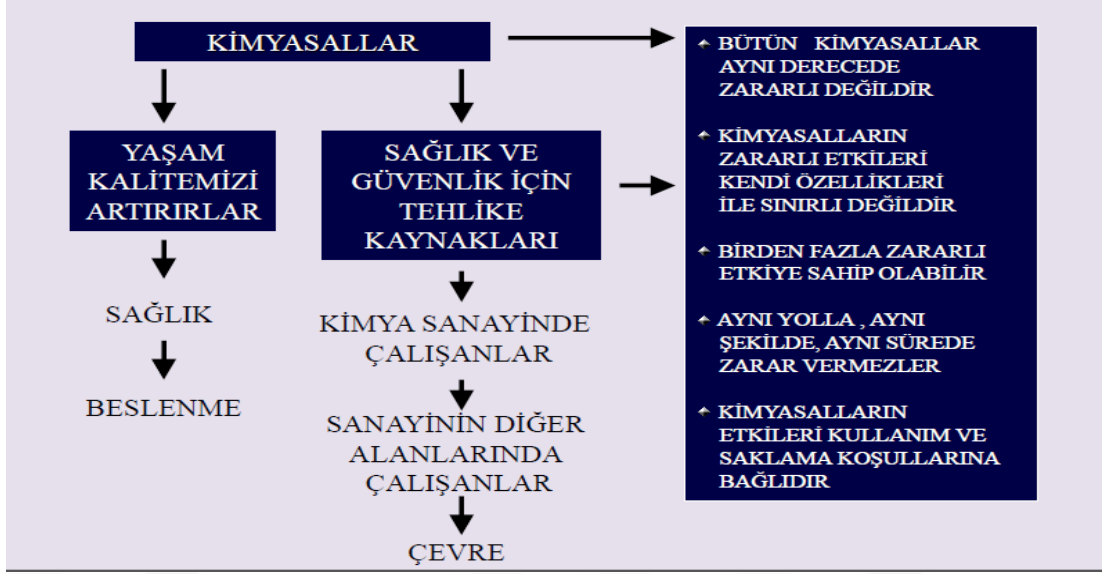 KİMYASALLAR
YAŞAM
KALİTEMİZİ
ARTIRIRLAR
SAĞLIK
BESLENME
SAĞLIK VE
GÜVENLİK İÇİN
TEHLİKE
KAYNAKLARI
KİMYA SANAYİNDE
ÇALIŞANLAR
SANAYİNİN DİĞER
ALANLARINDA
ÇALIŞANLAR
ÇEVRE
BÜTÜN KİMYASALLAR
AYNI DERECEDE
ZARARLI DEĞİLDİR
KİMYASALLARIN
ZARARLI ETKİLERİ
KENDİ ÖZELLİKLERİ
İLE SINIRLI DEĞİLDİR
BİRDEN FAZLA ZARARLI
ETKİYE SAHİP OLABİLİR
AYNI YOLLA , AYNI
ŞEKİLDE, AYNI SÜREDE
ZARAR VERMEZLER
KİMYASALLARIN
ETKİLERİ KULLANIM VE
SAKLAMA KOŞULLARINA
BAĞLIDIR